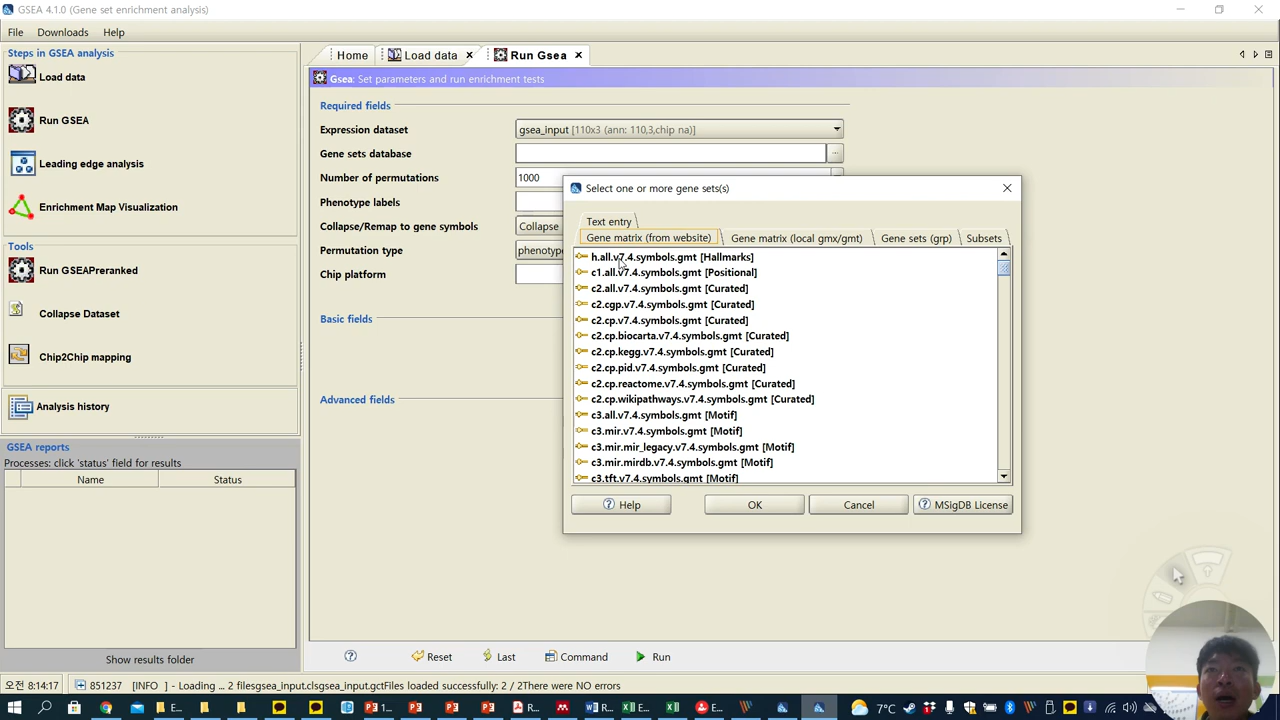 GSEA 4.1.0 (Gene set enrichment analysis)
File Downloads Help
Steps in GSEA analysis
Load data
Run GSEA
Leading edge analysis
Enrichment Map Visualization
Tools
Run GSEAPreranked
Collapse Dataset
Chip2Chip mapping
Analysis history
GSEA reports
Processes: click 'status' field for results
Name Status
Show results folder
Home Load data Run Gsea
Gsea: Set parameters and run enrichment tests
Required fields
Expression dataset gsea_input [110x3 (ann: 110,3,chip na)]
Gene sets database ...
Number of permutations 1000
Phenotype labels
Collapse/Remap to gene symbols Collapse
Permutation type phenotype
Chip platform
Basic fields
Advanced fields
Select one or more gene sets(s)
Text entry
Gene matrix (from website) Gene matrix (local gmx/gmt) Gene sets (grp) Subsets
h.all.v7.4.symbols.gmt [Hallmarks]
c1.all.v7.4.symbols.gmt [Positional]
c2.all.v7.4.symbols.gmt [Curated]
c2.cgp.v7.4.symbols.gmt [Curated]
c2.cp.v7.4.symbols.gmt [Curated]
c2.cp.biocarta.v7.4.symbols.gmt [Curated]
c2.cp.kegg.v7.4.symbols.gmt [Curated]
c2.cp.pid.v7.4.symbols.gmt [Curated]
c2.cp.reactome.v7.4.symbols.gmt [Curated]
c2.cp.wikipathways.v7.4.symbols.gmt [Curated]
c3.all.v7.4.symbols.gmt [Motif]
c3.mir.v7.4.symbols.gmt [Motif]
c3.mir.mir_legacy.v7.4.symbols.gmt [Motif]
c3.mir.mirdb.v7.4.symbols.gmt [Motif]
c3.tft.v7.4.symbols.gmt [Motif]
Help OK Cancel MSigDB License
Reset Last Command Run
오전 8:14:17 851237 [INFO ] - Loading ... 2 filesgsea_input.clsgsea_input.gctFiles loaded successfully: 2 / 2There were NO errors
E... E... 1... R... R... E... E... E... 7°C